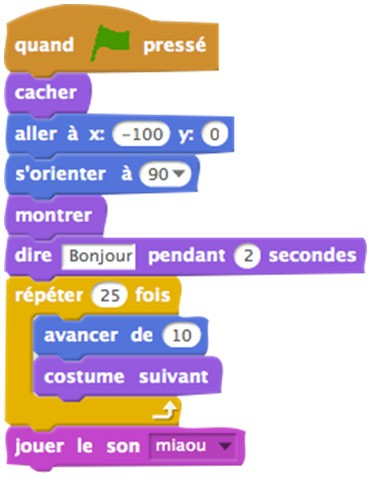 quand pressé
cacher
aller à x: -100 y: 0
s'orienter à 90
montrer
dire Bonjour pendant 2 secondes
répéter 25 fois
avancer de 10
costume suivant
jouer le son miaou